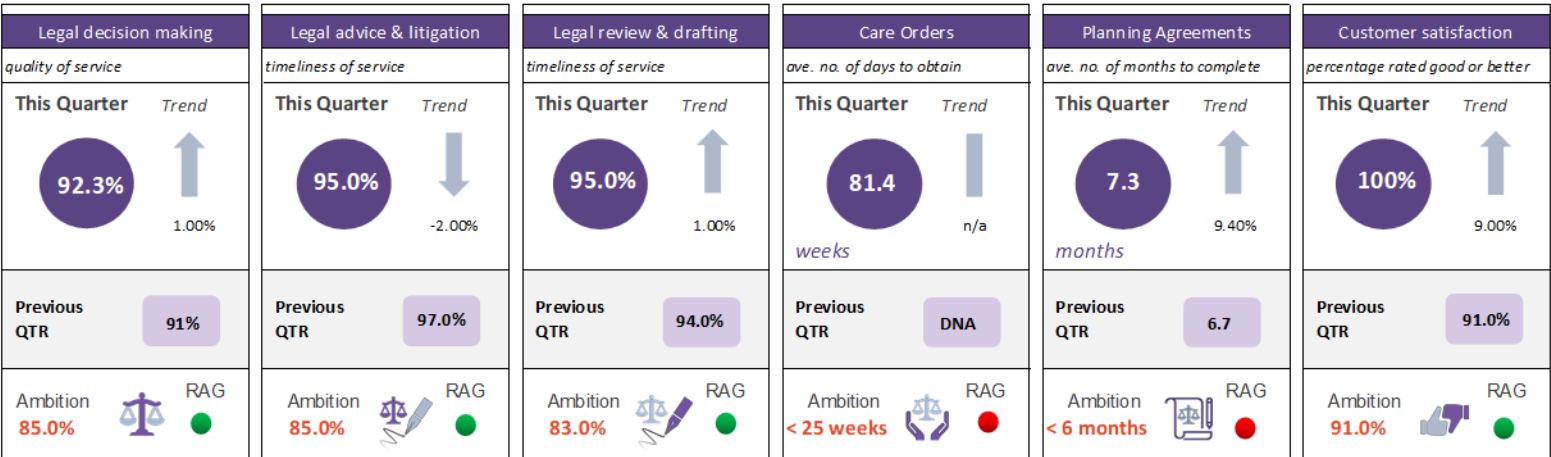 Legal decision making
quality of service
This Quarter Trend
92.3%
1.00%
Previous
QTR
91%
Ambition
85.0%
RAG
Legal advice & litigation
timeliness of service
This Quarter Trend
95.0%
-2.00%
Previous
QTR
97.0%
Ambition
85.0%
RAG
Legal review & drafting
timeliness of service
This Quarter Trend
95.0%
1.00%
Previous
QTR
94.0%
Ambition
83.0%
RAG
Care Orders
ave. no. of days to obtain
This Quarter Trend
81.4
n/a
weeks
Previous
QTR
DNA
Ambition
< 25 weeks
RAG
Planning Agreements
ave. no. of months to complete
This Quarter Trend
7.3
9.40%
months
Previous
QTR
6.7
Ambition
< 6 months
RAG
Customer satisfaction
percentage rated good or better
This Quarter Trend
100%
9.00%
Previous
QTR
91.0%
Ambition
91.0%
RAG